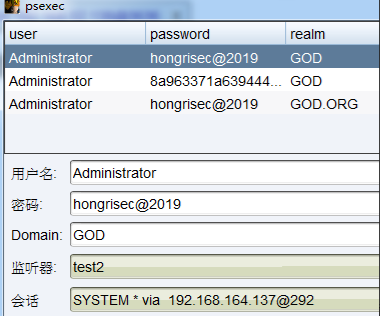 psexec
user password realm
Administrator hongrisec@2019 GOD
Administrator 8a963371a639444... GOD
Administrator hongrisec@2019 GOD.ORG
用户名: Administrator
密码: hongrisec@2019
Domain: GOD
监听器: test2
会话 SYSTEM * via 192.168.164.137@292